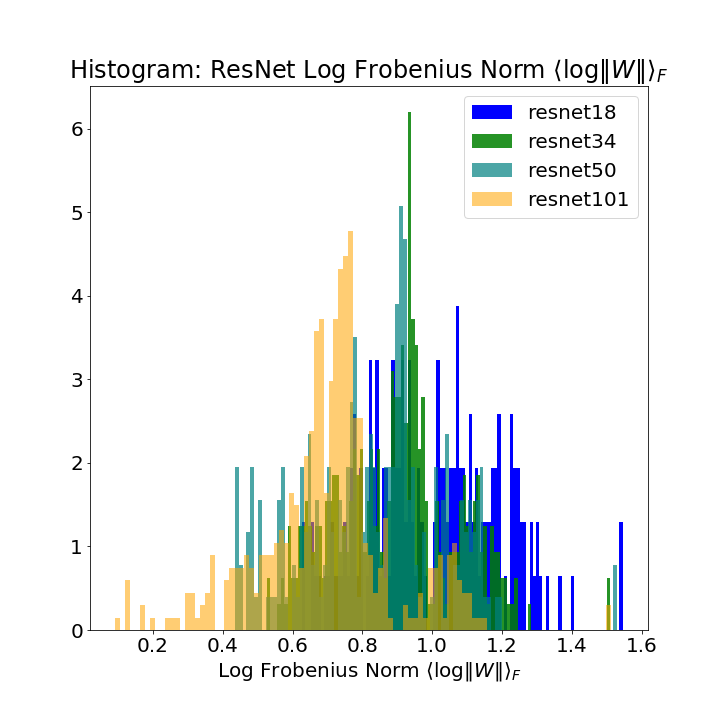 Histogram: ResNet Log Frobenius Norm ⟨log‖W‖⟩F
resnet18
resnet34
resnet50
resnet101
6
5
4
3
2
1
0
0.2 0.4 0.6 0.8 1.0 1.2 1.4 1.6
Log Frobenius Norm ⟨log‖W‖⟩F